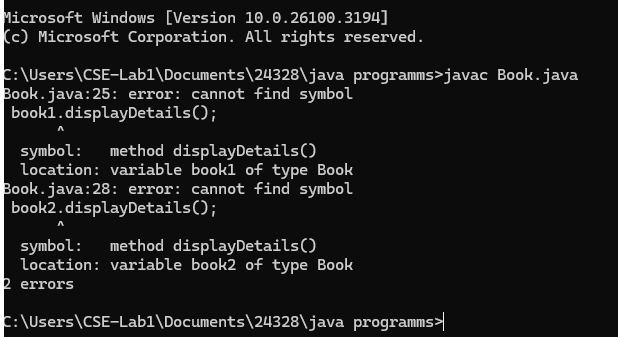 Microsoft Windows [Version 10.0.26100.3194]
(c) Microsoft Corporation. All rights reserved.
C:\Users\CSE-Lab1\Documents\24328\java programms>javac Book.java
Book.java:25: error: cannot find symbol
book1.displayDetails();
^
symbol:   method displayDetails()
location: variable book1 of type Book
Book.java:28: error: cannot find symbol
book2.displayDetails();
^
symbol:   method displayDetails()
location: variable book2 of type Book
2 errors
C:\Users\CSE-Lab1\Documents\24328\java programms>